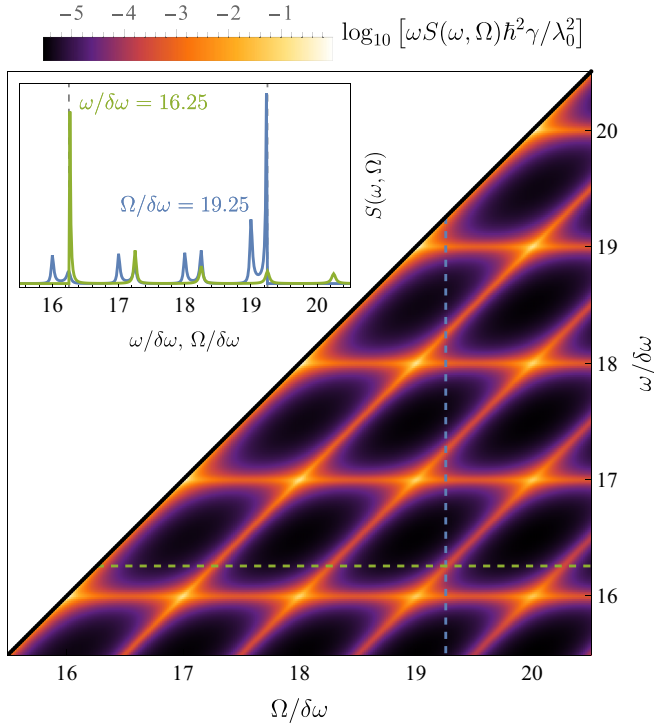 −5 −4 −3 −2 −1
log₁₀ [ωS(ω, Ω)ℏ²γ/λ₀²]
ω/δω = 16.25
Ω/δω = 19.25
S(ω, Ω)
16 17 18 19 20
ω/δω, Ω/δω
20
19
18
17
16
ω/δω
16 17 18 19 20
Ω/δω